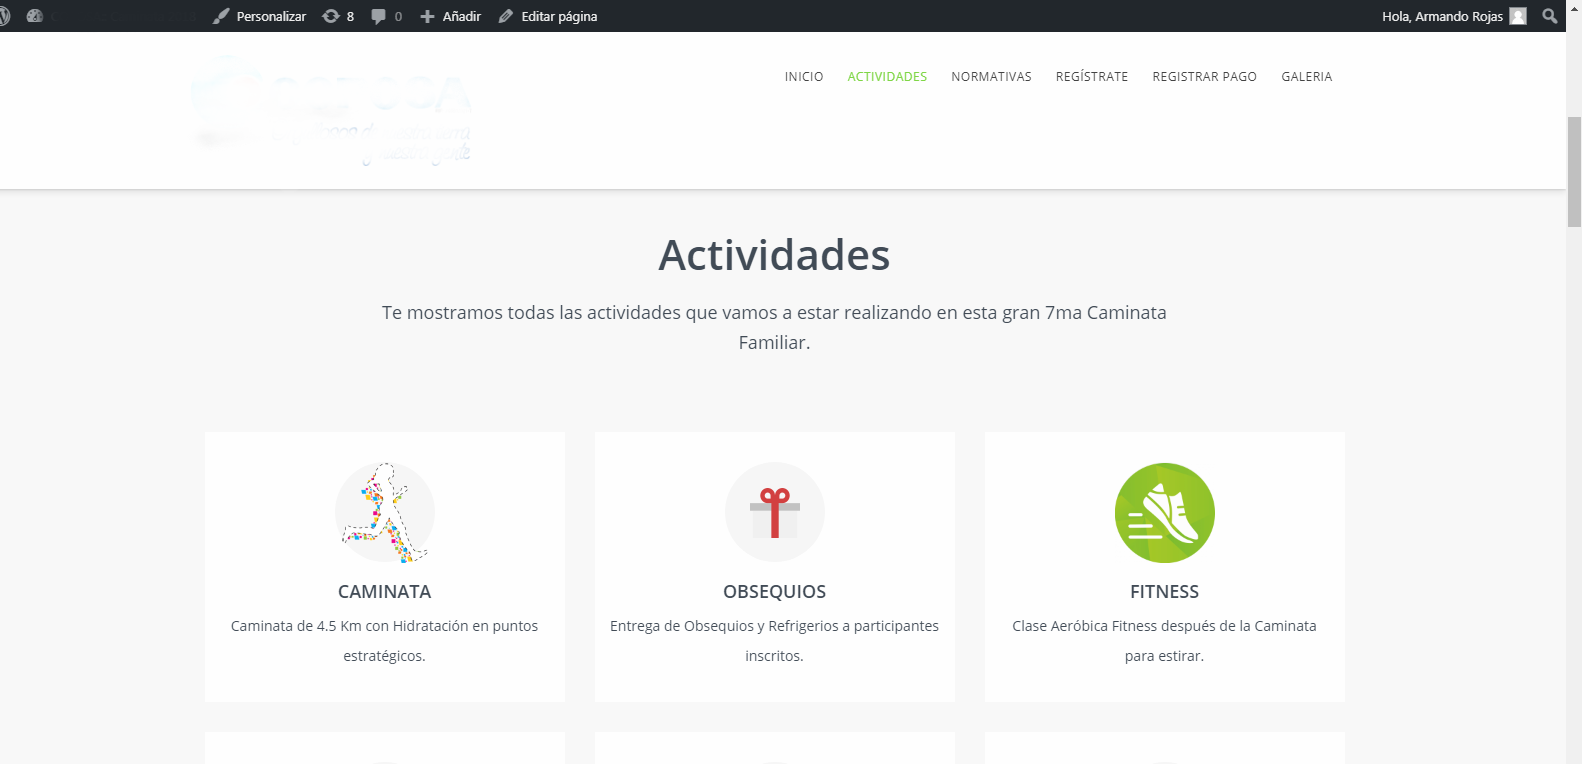 Personalizar 8 0 Añadir Editar página Hola, Armando Rojas
INICIO ACTIVIDADES NORMATIVAS REGÍSTRATE REGISTRAR PAGO GALERIA
Actividades
Te mostramos todas las actividades que vamos a estar realizando en esta gran 7ma Caminata
Familiar.
CAMINATA
Caminata de 4.5 Km con Hidratación en puntos
estratégicos.
OBSEQUIOS
Entrega de Obsequios y Refrigerios a participantes
inscritos.
FITNESS
Clase Aeróbica Fitness después de la Caminata
para estirar.